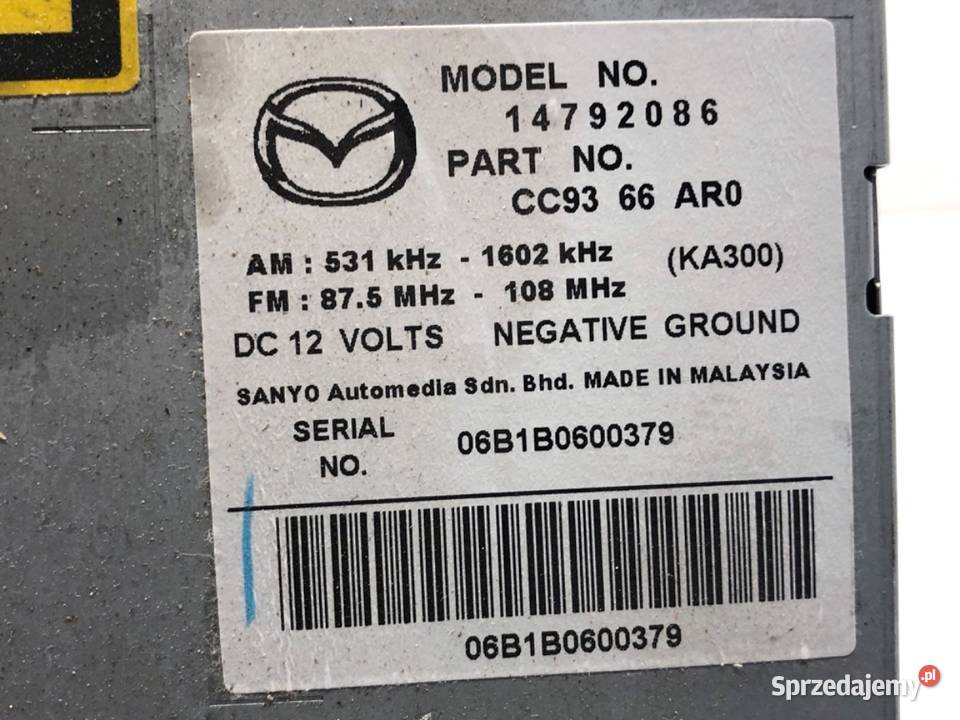 MODEL NO.
14792086
PART NO.
CC93 66 AR0
AM : 531 kHz - 1602 kHz (KA300)
FM : 87.5 MHz - 108 MHz
DC 12 VOLTS NEGATIVE GROUND
SANYO Automedia Sdn. Bhd. MADE IN MALAYSIA
SERIAL
NO.
06B1B0600379
06B1B0600379
Sprzedajemy.pl